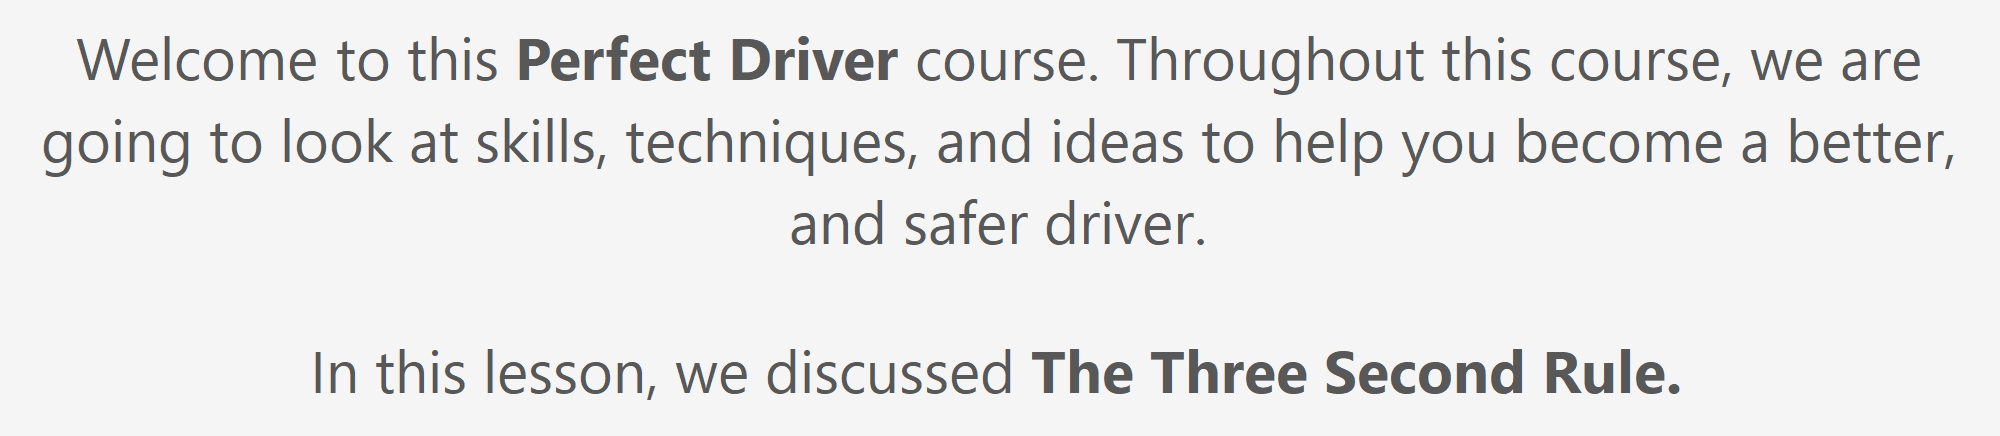 Welcome to this Perfect Driver course. Throughout this course, we are
going to look at skills, techniques, and ideas to help you become a better,
and safer driver.
In this lesson, we discussed The Three Second Rule.